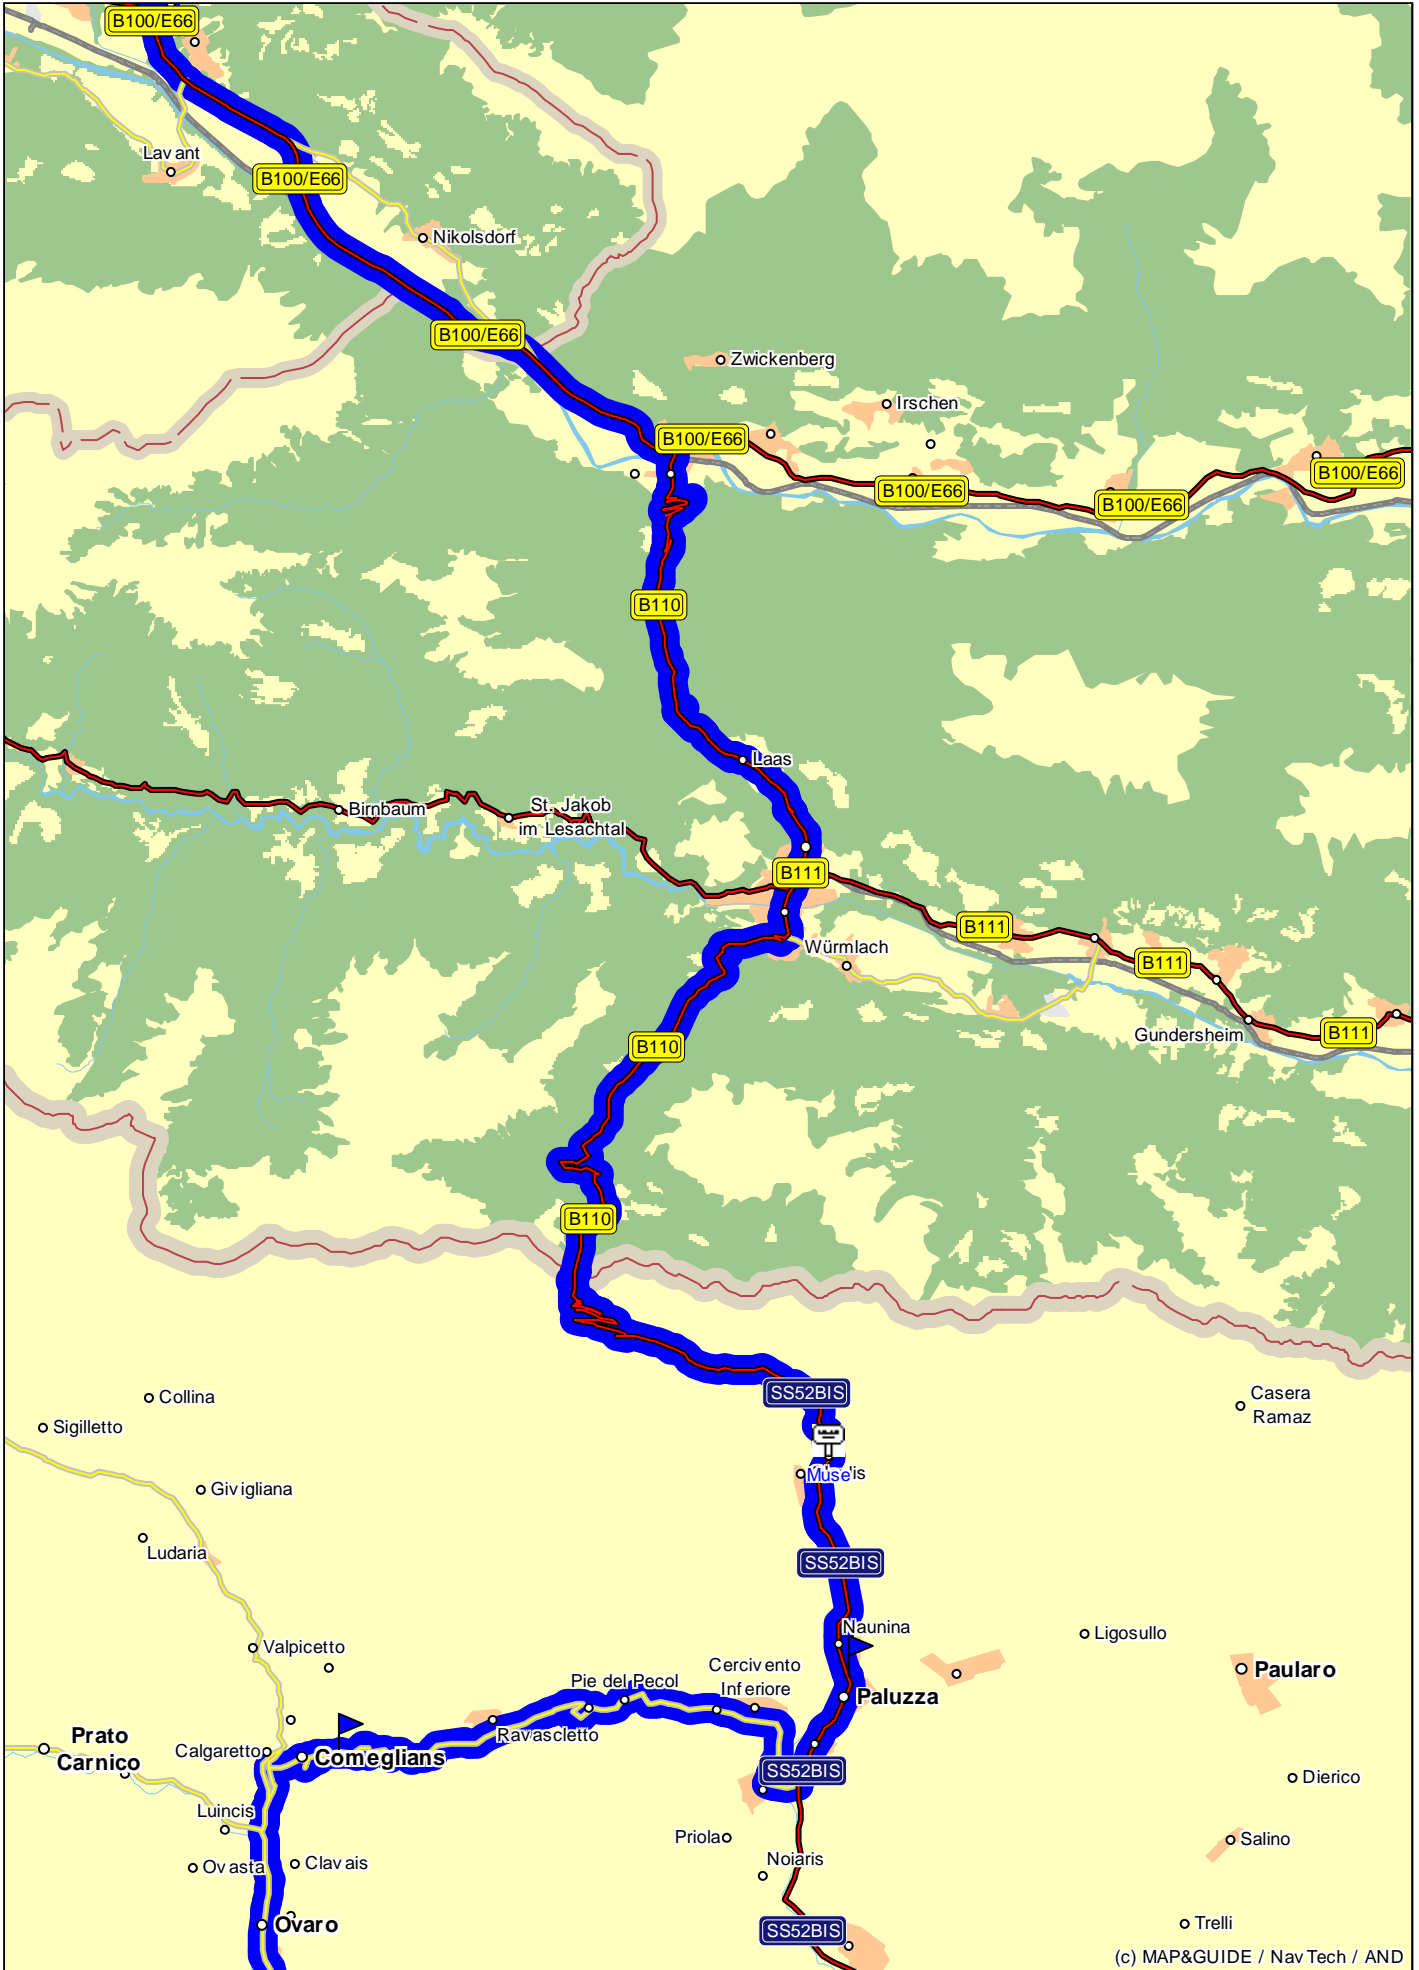 B100/E66
Lavant
B100/E66
Nikolsdorf
B100/E66
Zwickenberg
Irschen
B100/E66
B100/E66
B100/E66
B100/E66
B110
Laas
Birnbaum
St. Jakob
im Lesachtal
B111
B111
Würmlach
B111
B111
Gundersheim
B110
B110
SS52BIS
Collina
Casera
Ramaz
Sigilletto
Muse
Givigliana
Ludaria
SS52BIS
Naunina
Ligosullo
Valpicetto
Cercivento
Inferiore
Pie del Pecol
Paularo
Paluzza
Ravascletto
Prato
Carnico
Calgaretto
Comeglians
SS52BIS
Dierico
Luincis
Priola
Salino
Noiaris
Ovasta
Clavais
Ovaro
Trelli
SS52BIS
(c) MAP&GUIDE / NavTech / AND